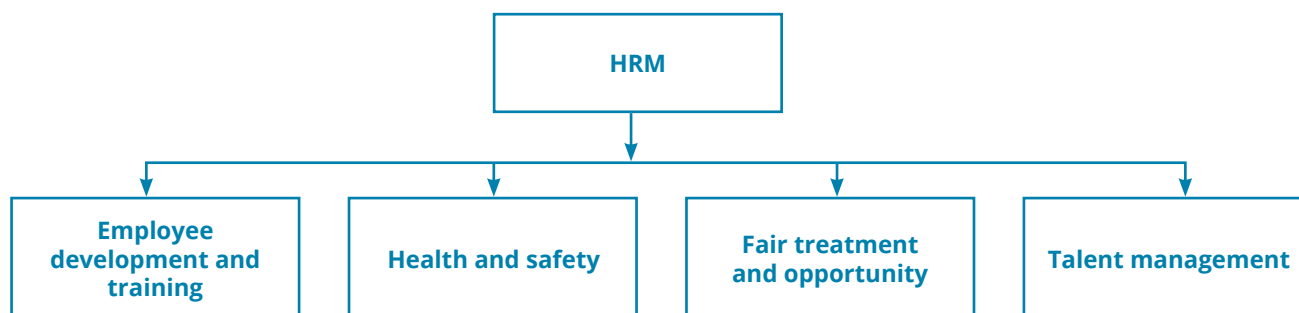 HRM
Employee
development and
training
Health and safety
Fair treatment
and opportunity
Talent management